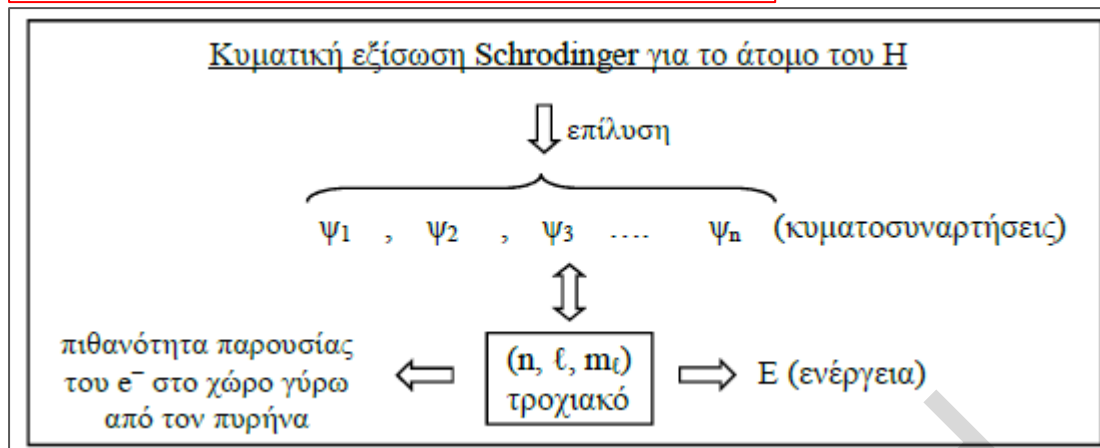 Κυματική εξίσωση Schrodinger για το άτομο του Η
επίλυση
ψ1 , ψ2 , ψ3 .... ψn (κυματοσυναρτήσεις)
πιθανότητα παρουσίας
του e⁻ στο χώρο γύρω
από τον πυρήνα
(n, ℓ, mℓ)
τροχιακό
E (ενέργεια)